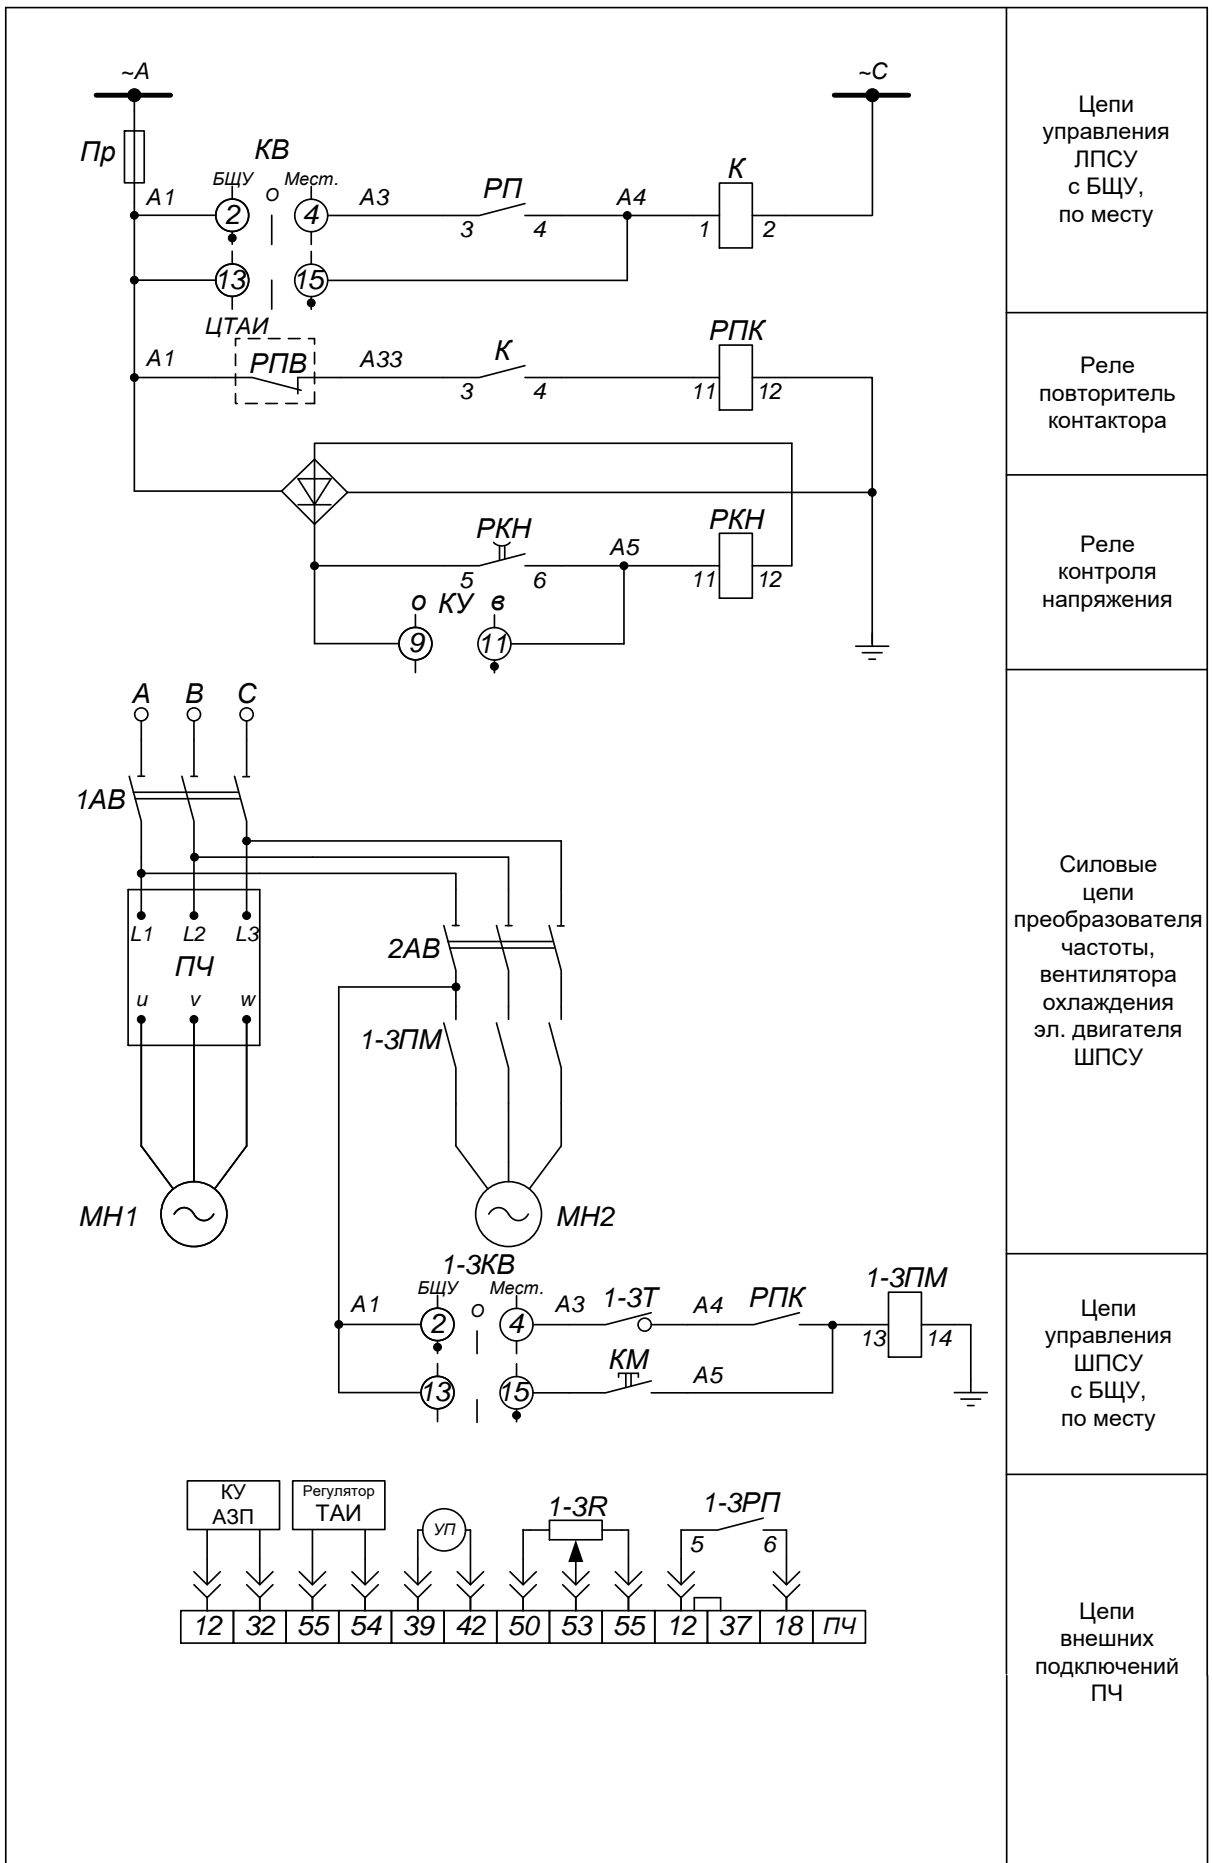 ~А
~С
Пр
КВ
БЩУ
О
Мест.
А1
2
4
А3
РП
3
4
А4
К
1
2
13
15
ЦТАИ
А1
РПВ
А33
К
3
4
РПК
11
12
РКН
5
6
А5
РКН
11
12
о
КУ
в
9
11
А
В
С
1АВ
L1
L2
L3
ПЧ
u
v
w
2АВ
1-3ПМ
МН1
МН2
1-3КВ
БЩУ
О
Мест.
А1
2
4
А3
1-3Т
А4
РПК
1-3ПМ
13
14
13
15
КМ
А5
КУ
АЗП
Регулятор
ТАИ
УП
1-3R
1-3РП
5
6
12
32
55
54
39
42
50
53
55
12
37
18
ПЧ
Цепи
управления
ЛПСУ
с БЩУ,
по месту
Реле
повторитель
контактора
Реле
контроля
напряжения
Силовые
цепи
преобразователя
частоты,
вентилятора
охлаждения
эл. двигателя
ШПСУ
Цепи
управления
ШПСУ
с БЩУ,
по месту
Цепи
внешних
подключений
ПЧ